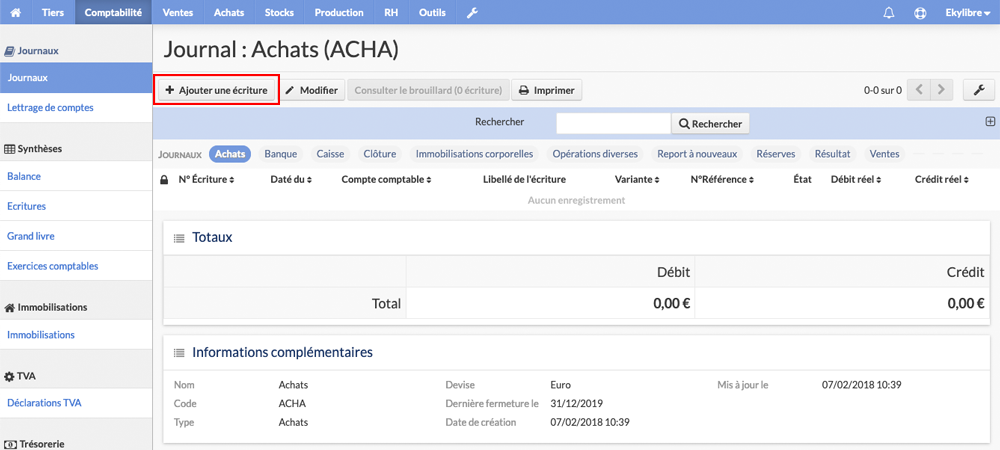 Tiers Comptabilité Ventes Achats Stocks Production RH Outils Ekylibre
Journaux
Journaux
Lettrage de comptes
Synthèses
Balance
Ecritures
Grand livre
Exercices comptables
Immobilisations
Immobilisations
TVA
Déclarations TVA
Trésorerie
Journal : Achats (ACHA)
Ajouter une écriture Modifier Consulter le brouillard (0 écriture) Imprimer 0-0 sur 0
Rechercher Rechercher
JOURNAUX Achats Banque Caisse Clôture Immobilisations corporelles Opérations diverses Report à nouveaux Réserves Résultat Ventes
N° Écriture Daté du Compte comptable Libellé de l'écriture Variante N°Référence État Débit réel Crédit réel
Aucun enregistrement
Totaux
Débit Crédit
Total 0,00 € 0,00 €
Informations complémentaires
Nom Achats Devise Euro Mis à jour le 07/02/2018 10:39
Code ACHA Dernière fermeture le 31/12/2019
Type Achats Date de création 07/02/2018 10:39